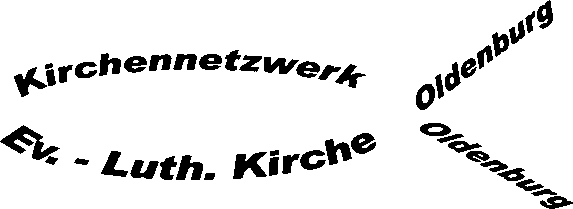 Kirchennetzwerk
Oldenburg
Ev. - Luth. Kirche
Oldenburg